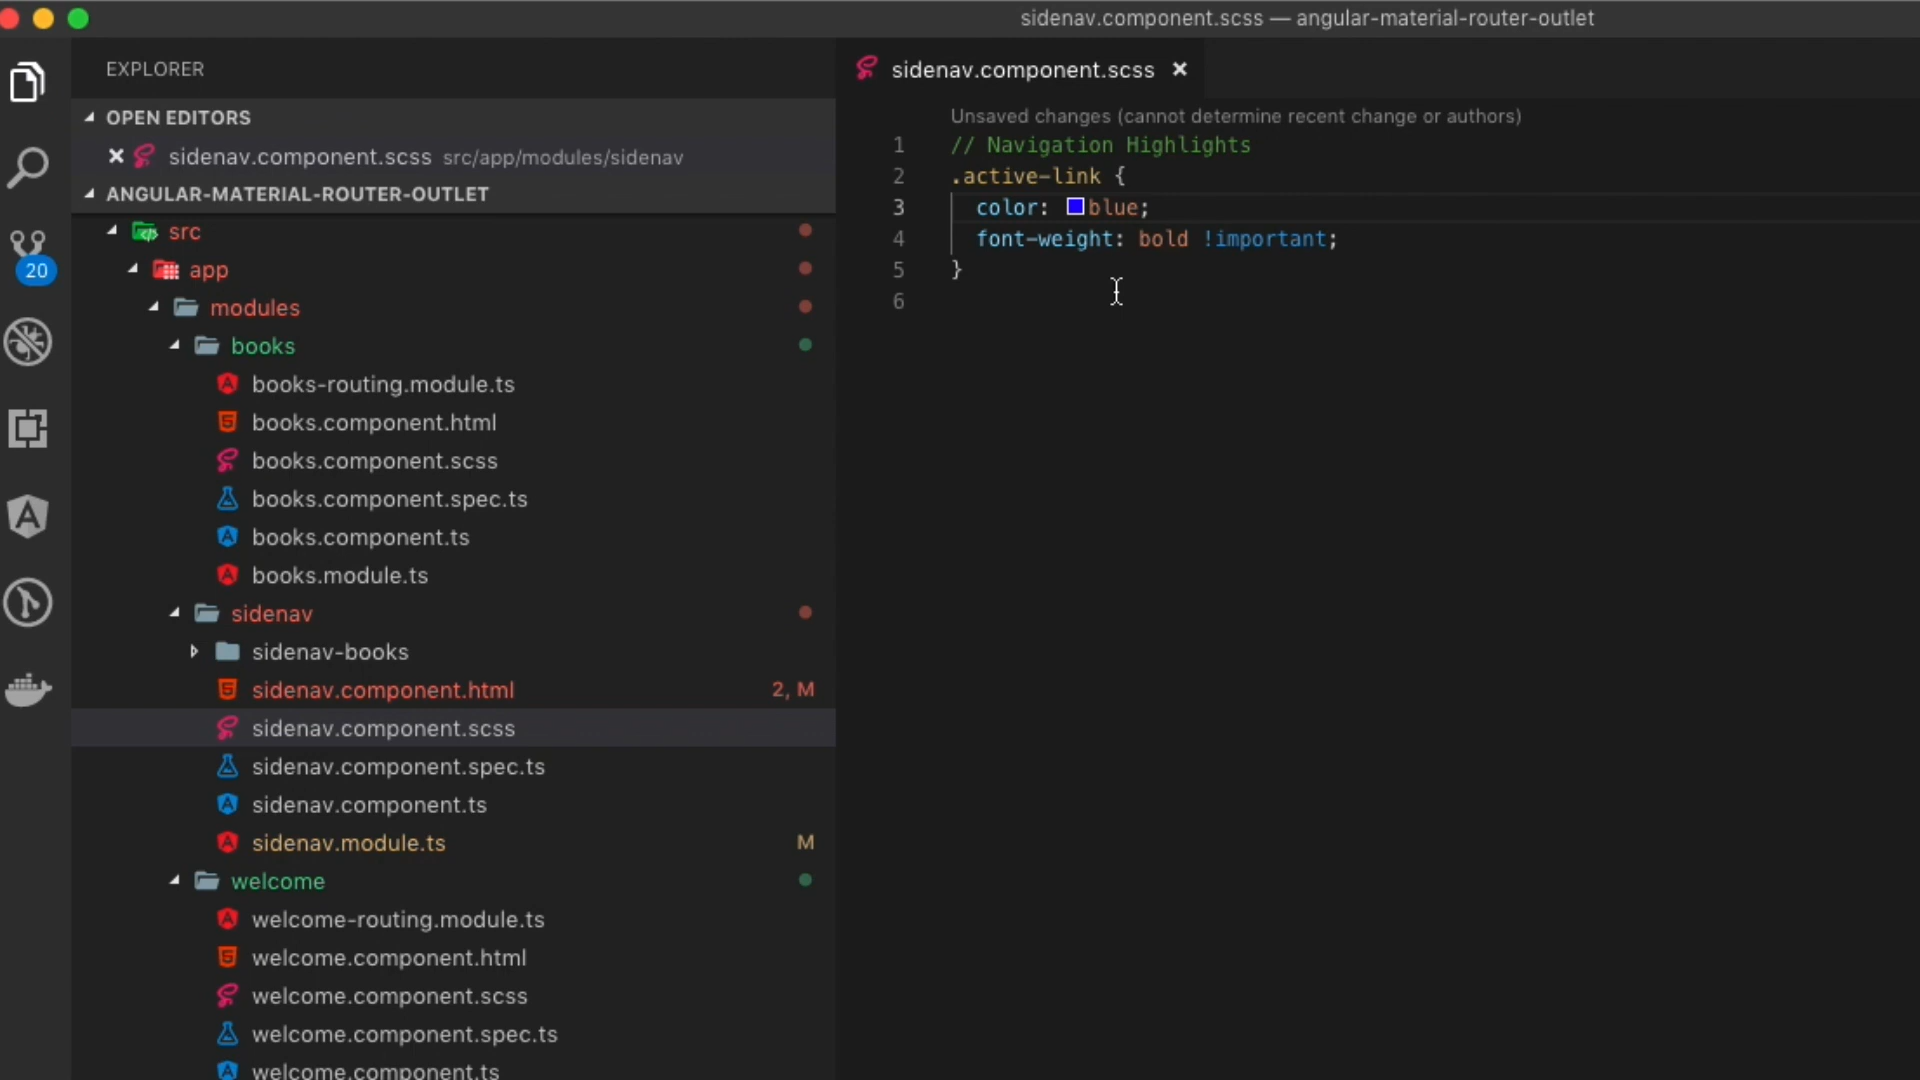 sidenav.component.scss — angular-material-router-outlet
EXPLORER
OPEN EDITORS
sidenav.component.scss src/app/modules/sidenav
ANGULAR-MATERIAL-ROUTER-OUTLET
src
app
modules
books
books-routing.module.ts
books.component.html
books.component.scss
books.component.spec.ts
books.component.ts
books.module.ts
sidenav
sidenav-books
sidenav.component.html 2, M
sidenav.component.scss
sidenav.component.spec.ts
sidenav.component.ts
sidenav.module.ts M
welcome
welcome-routing.module.ts
welcome.component.html
welcome.component.scss
welcome.component.spec.ts
welcome.component.ts
20
sidenav.component.scss
Unsaved changes (cannot determine recent change or authors)
1 // Navigation Highlights
2 .active-link {
3 color: blue;
4 font-weight: bold !important;
5 }
6